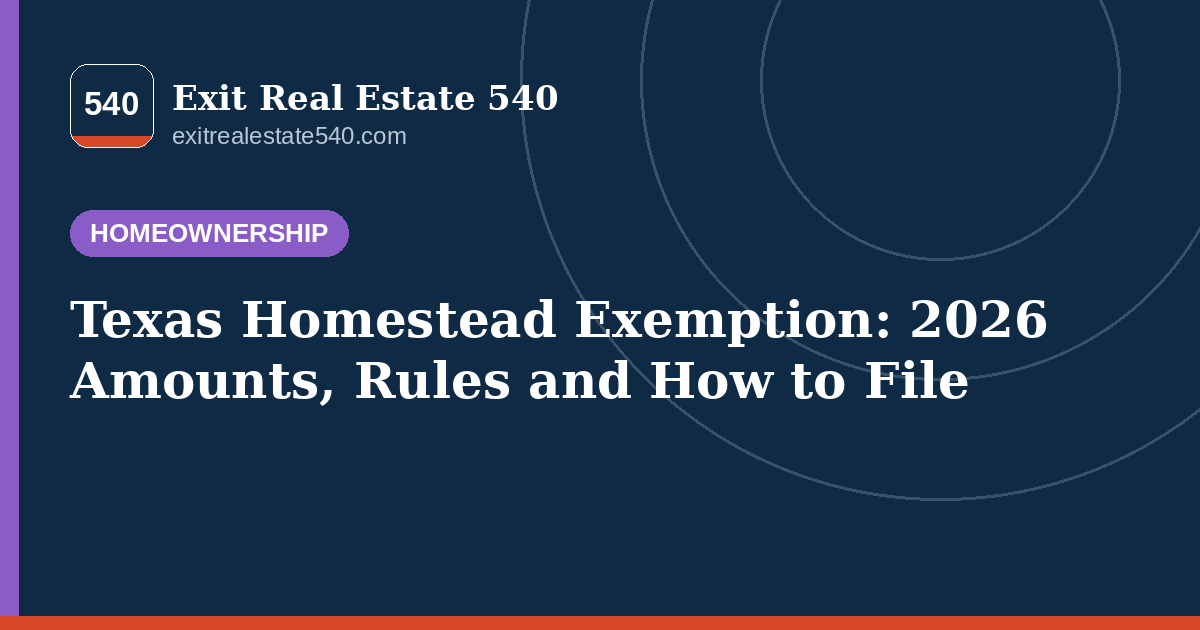 540
Exit Real Estate 540
exitrealestate540.com
HOMEOWNERSHIP
Texas Homestead Exemption: 2026
Amounts, Rules and How to File